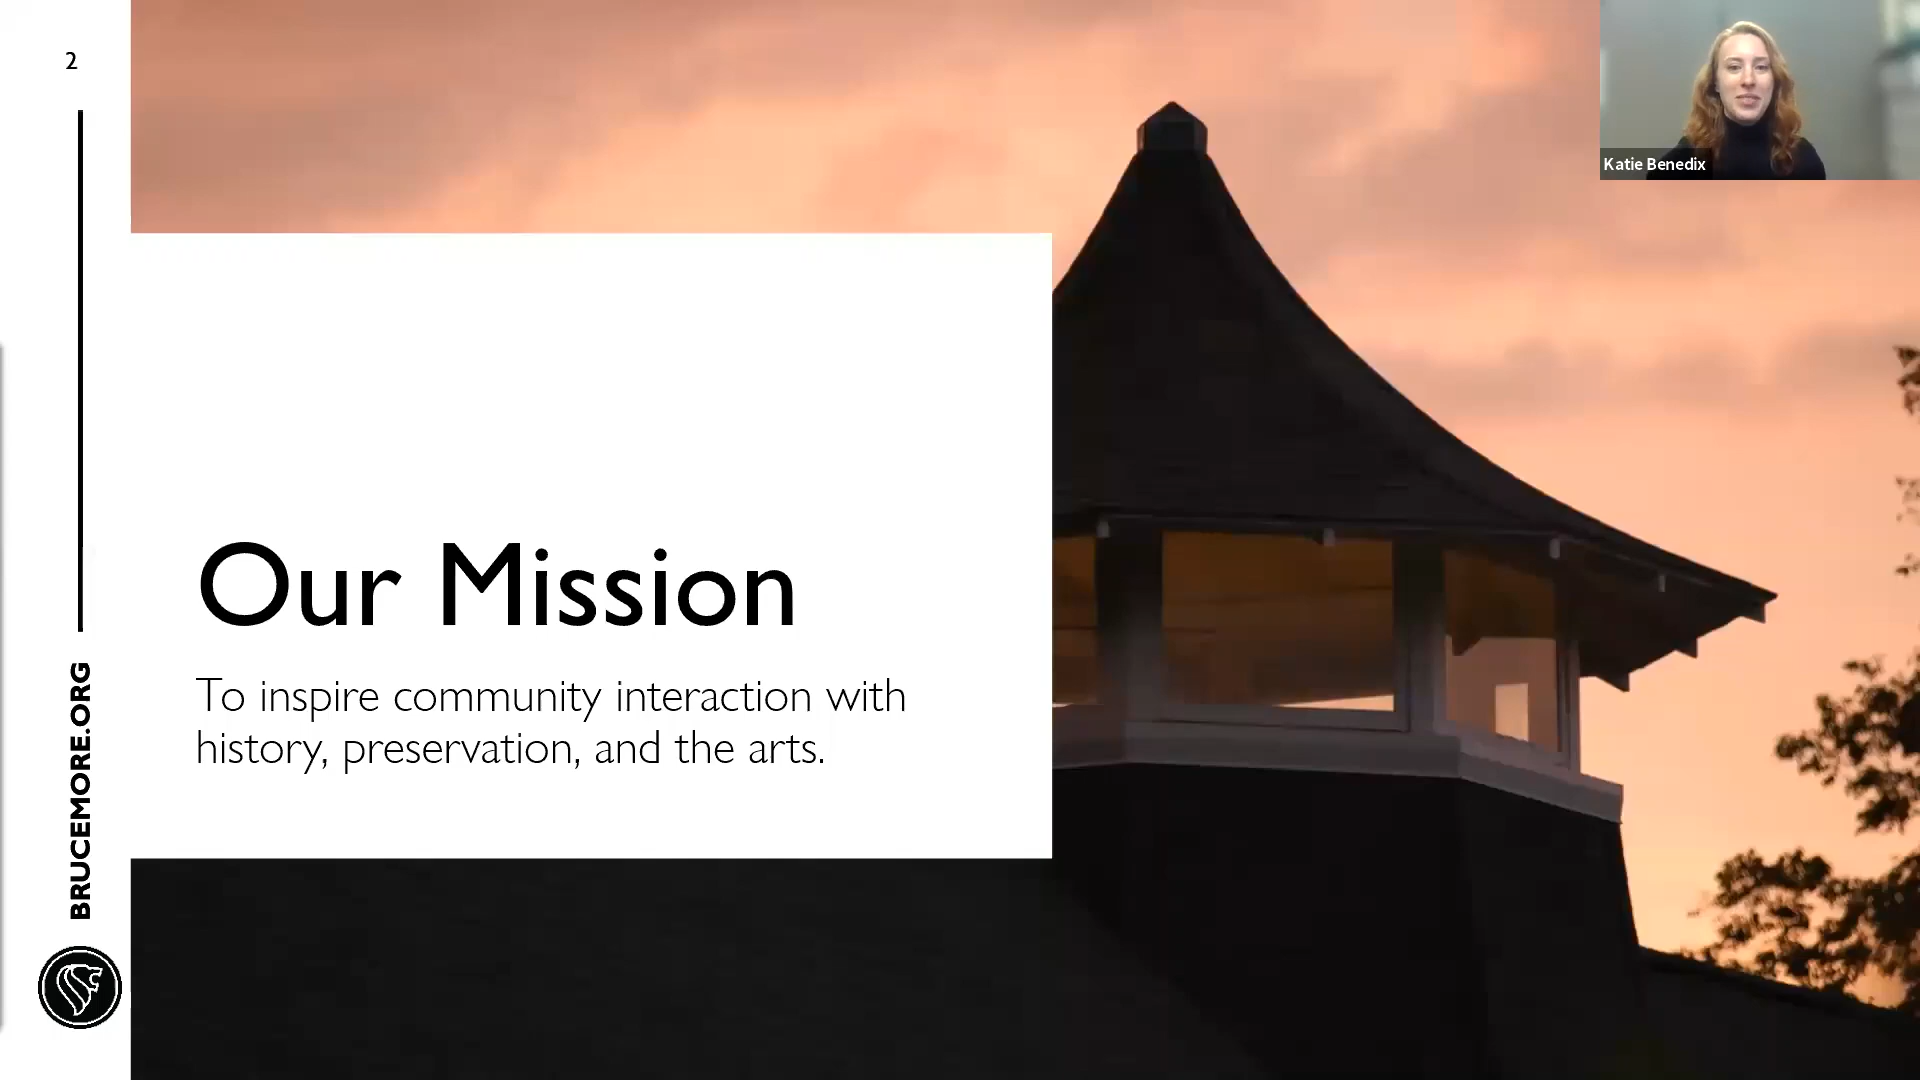 2
BRUCEMORE.ORG
Our Mission
To inspire community interaction with
history, preservation, and the arts.
Katie Benedix